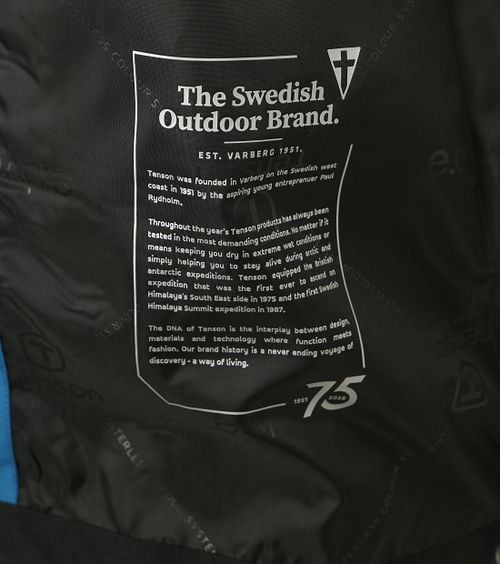 The Swedish
Outdoor Brand.
EST. VARBERG 1951.
Tenson was founded in Varberg on the Swedish west
coast in 1951 by the aspiring young entreprenuer Paul
Rydholm.
Throughout the year's Tenson products has always been
tested in the most demanding conditions. No matter if it
means keeping you dry in extreme wet conditions or
simply helping you to stay alive during arctic and
antarctic expeditions. Tenson equipped the British
expedition that was the first ever to ascend on
Himalaya's South East side in 1975 and the first Swedish
Himalaya Summit expedition in 1987.
The DNA of Tenson is the interplay between design,
materials and technology where function meets
fashion. Our brand history is a never ending voyage of
discovery - a way of living.
1951 75 2026
COLOUR SYSTE